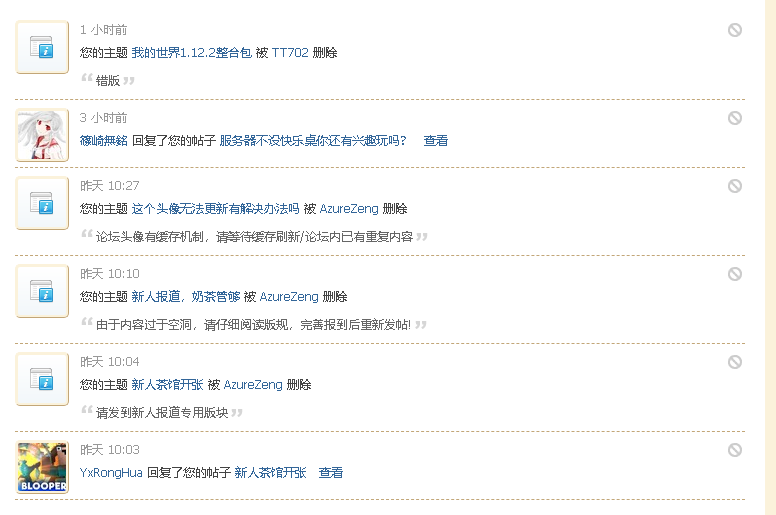 1 小时前
您的主题 我的世界1.12.2整合包 被 TT702 删除
“ 错版 ”
3 小时前
篠崎無銘 回复了您的帖子 服务器不没快乐桌你还有兴趣玩吗？ 查看
昨天 10:27
您的主题 这个头像无法更新有解决办法吗 被 AzureZeng 删除
“ 论坛头像有缓存机制，请等待缓存刷新/论坛内已有重复内容 ”
昨天 10:10
您的主题 新人报道，奶茶管够 被 AzureZeng 删除
“ 由于内容过于空洞，请仔细阅读版规，完善报到后重新发帖! ”
昨天 10:04
您的主题 新人茶馆开张 被 AzureZeng 删除
“ 请发到新人报道专用版块 ”
昨天 10:03
YxRongHua 回复了您的帖子 新人茶馆开张 查看
BLOOPER